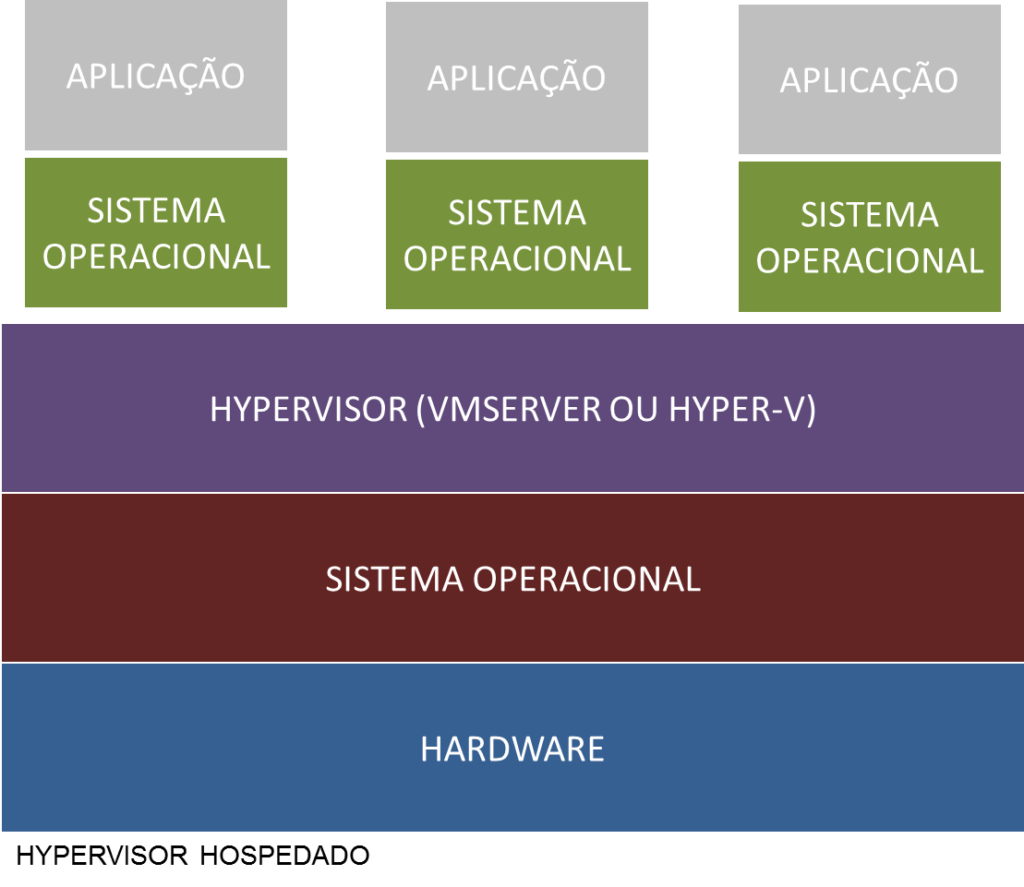 APLICAÇÃO
APLICAÇÃO
APLICAÇÃO
SISTEMA
OPERACIONAL
SISTEMA
OPERACIONAL
SISTEMA
OPERACIONAL
HYPERVISOR (VMSERVER OU HYPER-V)
SISTEMA OPERACIONAL
HARDWARE
HYPERVISOR HOSPEDADO